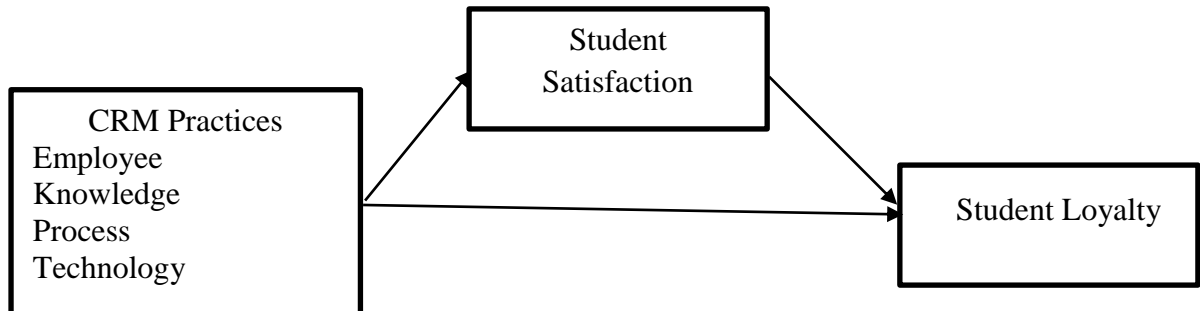 Student
Satisfaction
CRM Practices
Employee
Knowledge
Process
Technology
Student Loyalty